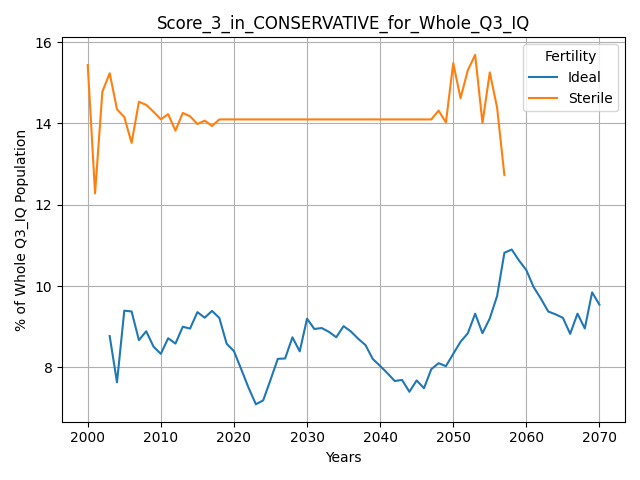 Score_3_in_CONSERVATIVE_for_Whole_Q3_IQ
% of Whole Q3_IQ Population
16
14
12
10
8
Fertility
Ideal
Sterile
2000 2010 2020 2030 2040 2050 2060 2070
Years